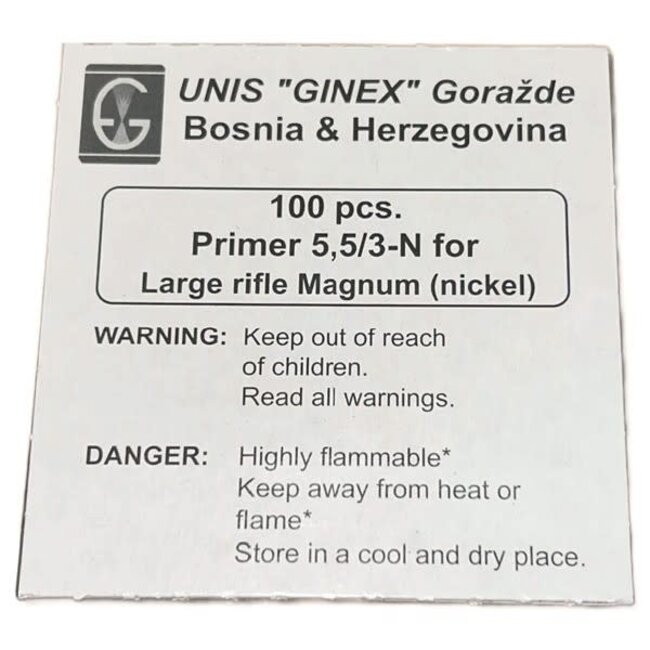 UNIS "GINEX" Goražde
Bosnia & Herzegovina
100 pcs.
Primer 5,5/3-N for
Large rifle Magnum (nickel)
WARNING: Keep out of reach
of children.
Read all warnings.
DANGER: Highly flammable*
Keep away from heat or
flame*
Store in a cool and dry place.